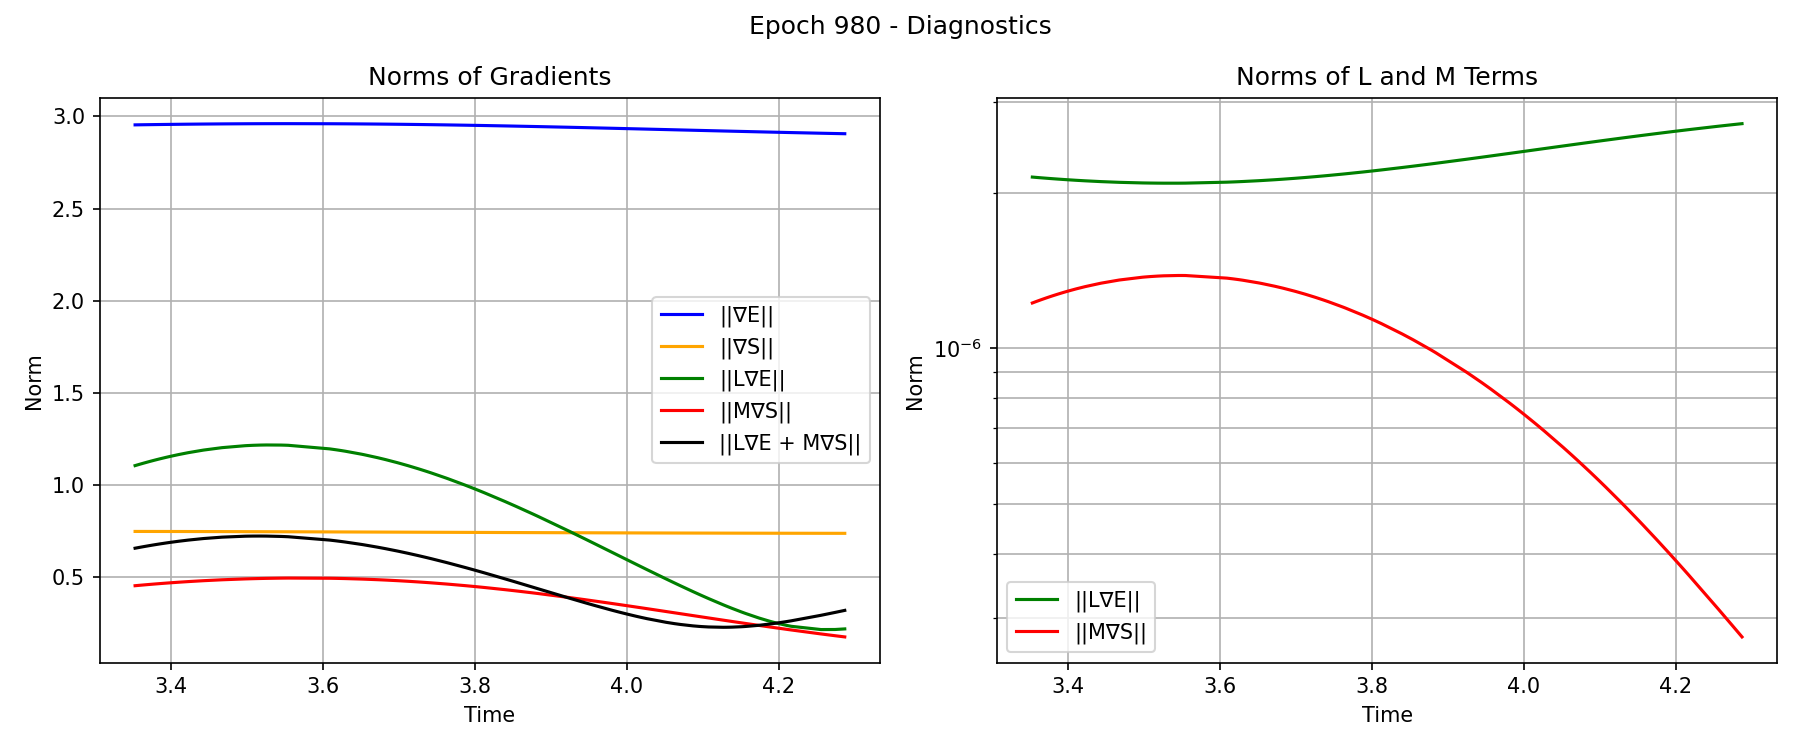 Epoch 980 - Diagnostics
Norms of Gradients
Norm
3.0
2.5
2.0
1.5
1.0
0.5
||∇E||
||∇S||
||L∇E||
||M∇S||
||L∇E + M∇S||
3.4 3.6 3.8 4.0 4.2
Time
Norms of L and M Terms
Norm
10⁻⁶
||L∇E||
||M∇S||
3.4 3.6 3.8 4.0 4.2
Time